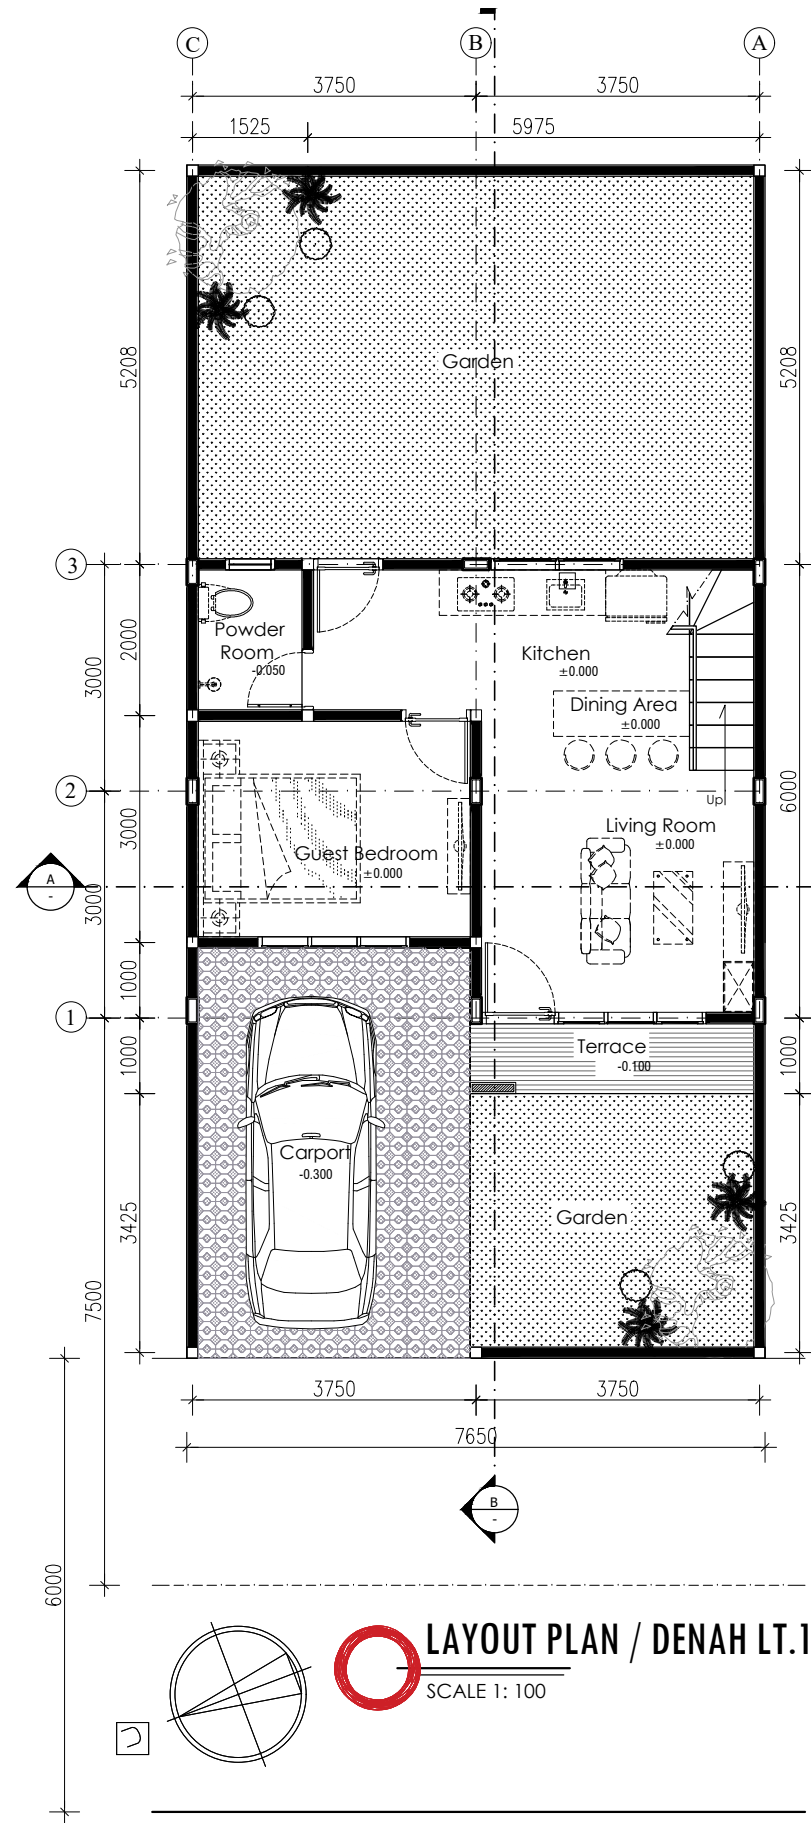 C
B
A
3750
3750
1525
5975
5208
5208
Garden
3
Powder
Room
-0.050
2000
3000
Kitchen
±0.000
Dining Area
±0.000
2
Up
6000
3000
Living Room
±0.000
Guest Bedroom
±0.000
A
-
3000
1000
1
Terrace
-0.100
1000
1000
Carport
-0.300
Garden
3425
3425
7500
3750
3750
7650
B
-
6000
LAYOUT PLAN / DENAH LT.1
SCALE 1: 100
U